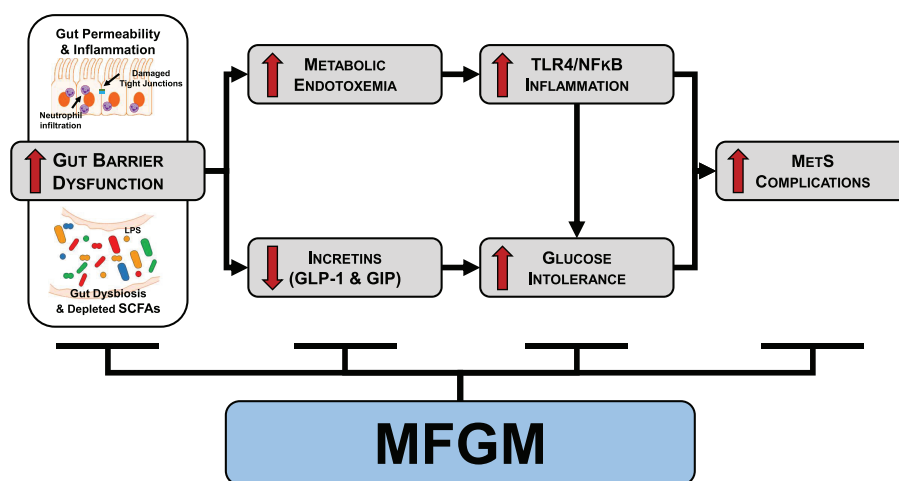 Gut Permeability
& Inflammation
Damaged
Tight Junctions
Neutrophil
infiltration
GUT BARRIER
DYSFUNCTION
LPS
Gut Dysbiosis
& Depleted SCFAs
METABOLIC
ENDOTOXEMIA
INCRETINS
(GLP-1 & GIP)
TLR4/NFκB
INFLAMMATION
GLUCOSE
INTOLERANCE
METS
COMPLICATIONS
MFGM